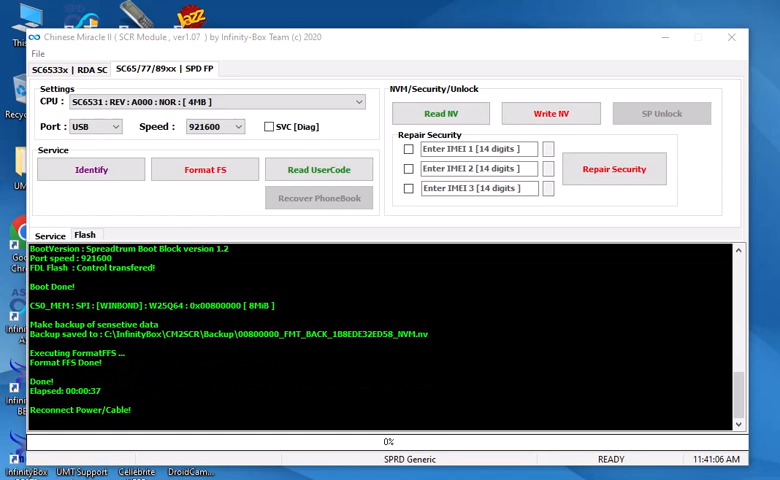 Chinese Miracle II ( SCR Module , ver1.07 ) by Infinity-Box Team (c) 2020
File
SC6533x | RDA SC
SC65/77/89xx | SPD FP
Settings
CPU : SC6531 : REV : A000 : NOR : [ 4MB ]
Port : USB Speed : 921600 SVC [Diag]
Service
Identify Format FS Read UserCode
Recover PhoneBook
NVM/Security/Unlock
Read NV Write NV SP Unlock
Repair Security
Enter IMEI 1 [14 digits ]
Enter IMEI 2 [14 digits ]
Enter IMEI 3 [14 digits ]
Repair Security
Service Flash
BootVersion : Spreadtrum Boot Block version 1.2
Port speed : 921600
FDL Flash : Control transfered!
Boot Done!
CS0_MEM : SPI : [WINBOND] : W25Q64 : 0x00800000 [ 8MiB ]
Make backup of sensetive data
Backup saved to : C:\InfinityBox\CM2SCR\Backup\00800000_FMT_BACK_1B8EDE32ED58_NVM.nv
Executing FormatFFS ...
Format FFS Done!
Done!
Elapsed: 00:00:37
Reconnect Power/Cable!
0%
SPRD Generic READY 11:41:06 AM
InfinityBox UMT Support Cellebrite DroidCam...